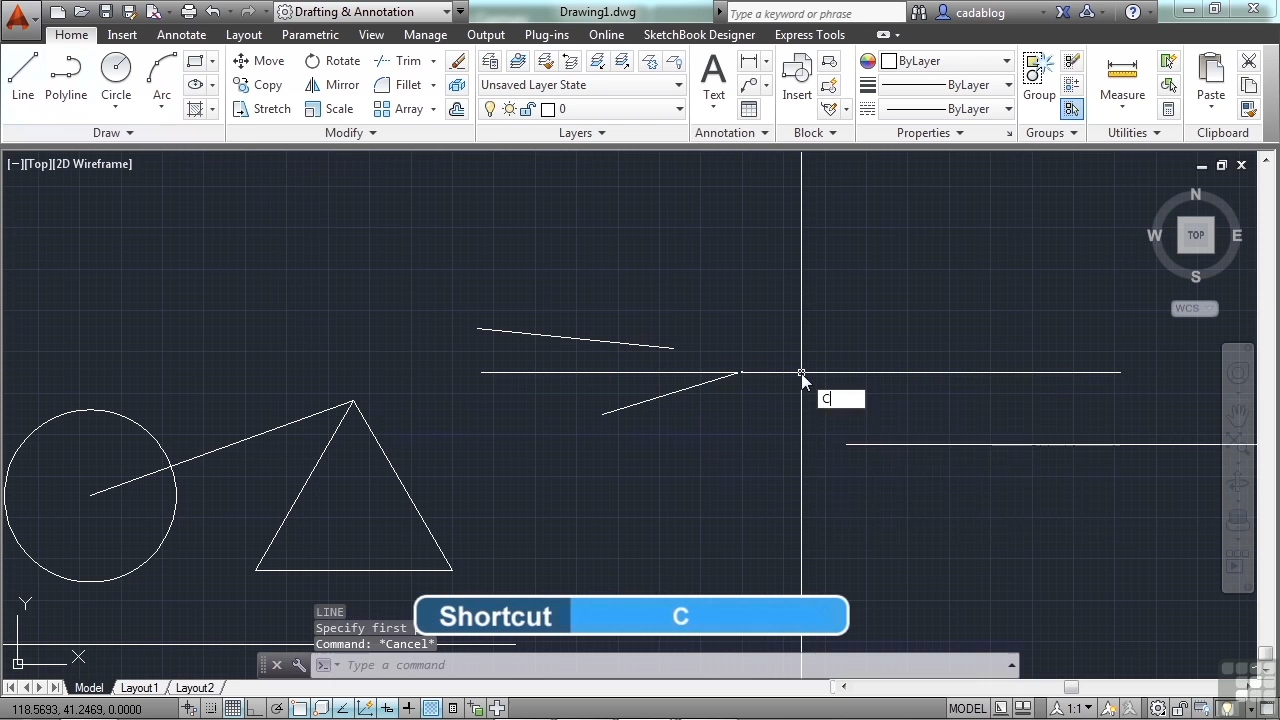 Drafting & Annotation
Drawing1.dwg
Type a keyword or phrase
cadablog
Home Insert Annotate Layout Parametric View Manage Output Plug-ins Online SketchBook Designer Express Tools
Line Polyline Circle Arc
Move Rotate Trim
Copy Mirror Fillet
Stretch Scale Array
Unsaved Layer State
0
Text
Insert
ByLayer
ByLayer
ByLayer
Group
Measure
Paste
Draw Modify Layers Annotation Block Properties Groups Utilities Clipboard
[−][Top][2D Wireframe]
N
W TOP E
S
WCS
C
Y
X
LINE
Specify first
Command: *Cancel*
Shortcut C
Type a command
Model Layout1 Layout2
118.5693, 41.2469, 0.0000
MODEL
1:1